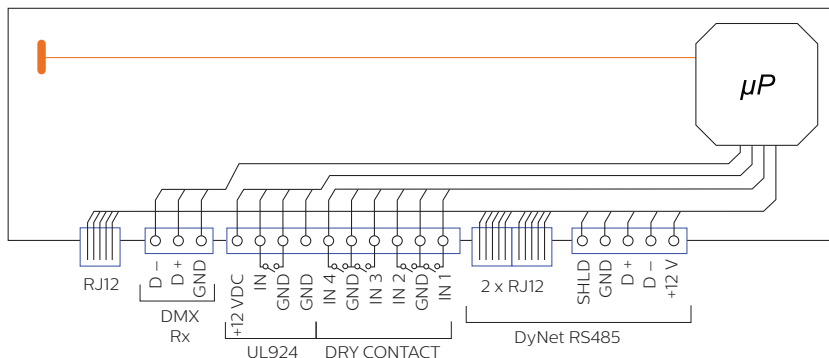 µP
RJ12
D –
D +
GND
DMX
Rx
+12 VDC
IN
GND
GND
UL924
IN 4
GND
IN 3
IN 2
GND
IN 1
DRY CONTACT
2 x RJ12
SHLD
GND
D +
D –
+12 V
DyNet RS485